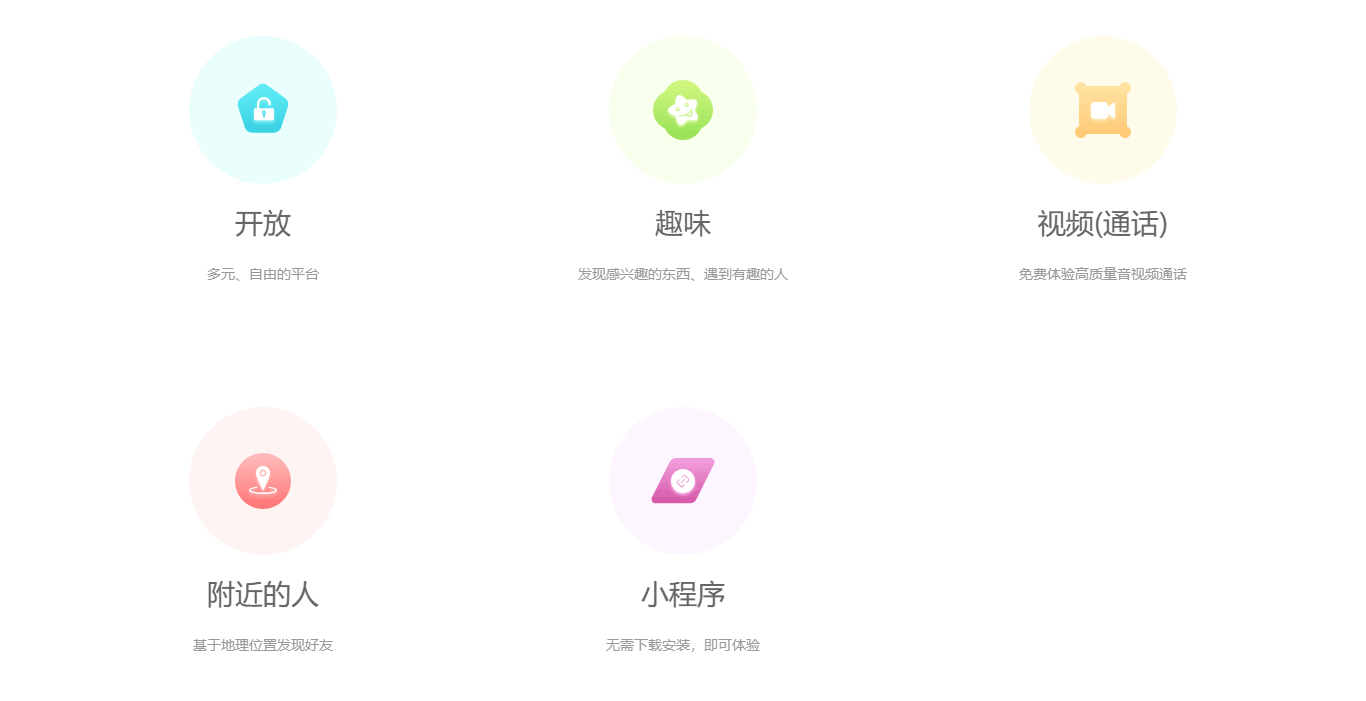 开放
多元、自由的平台
趣味
发现感兴趣的东西、遇到有趣的人
视频(通话)
免费体验高质量音视频通话
附近的人
基于地理位置发现好友
小程序
无需下载安装，即可体验